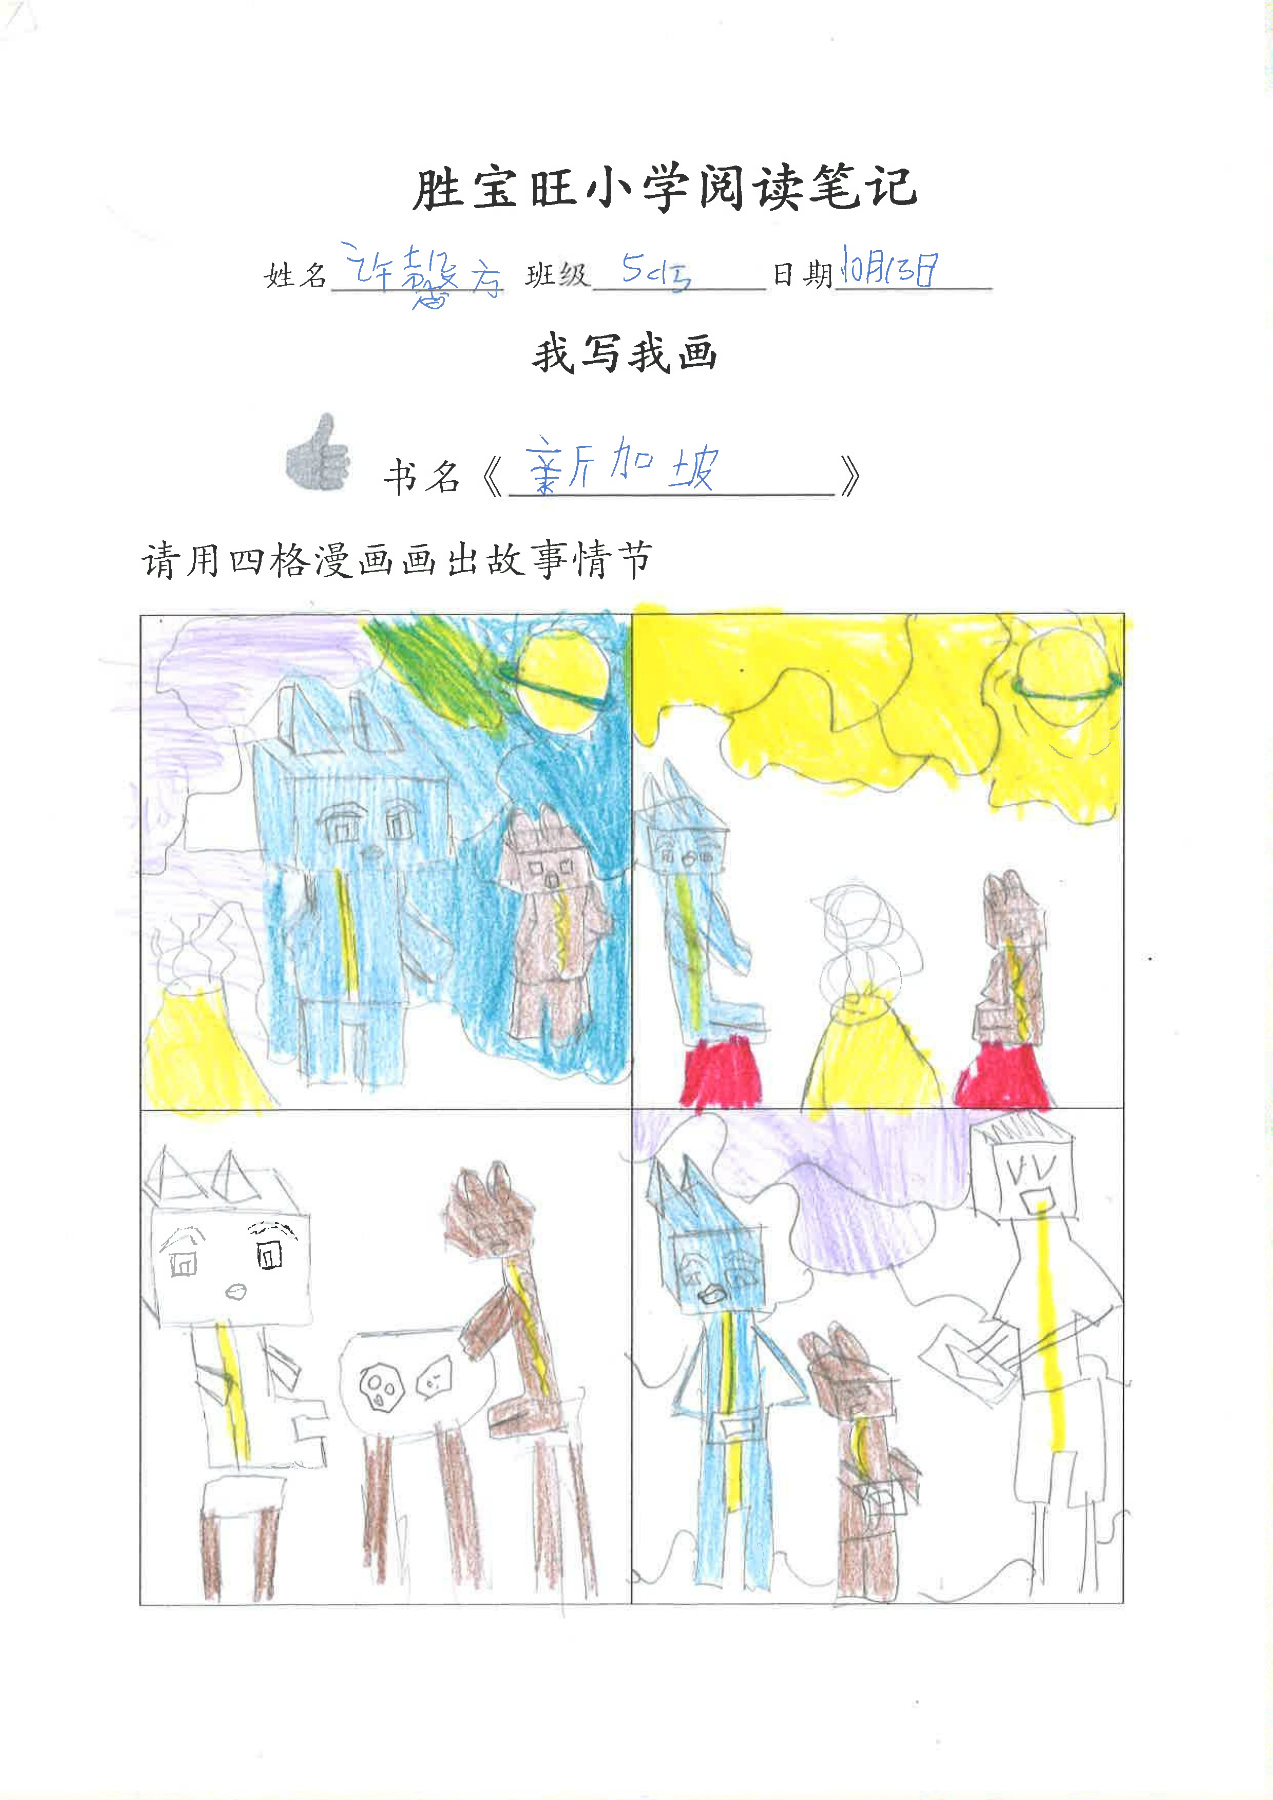 胜宝旺小学阅读笔记
姓名 许馨方 班级 5 日期 10月13日
我写我画
书名《 新加坡 》
请用四格漫画画出故事情节